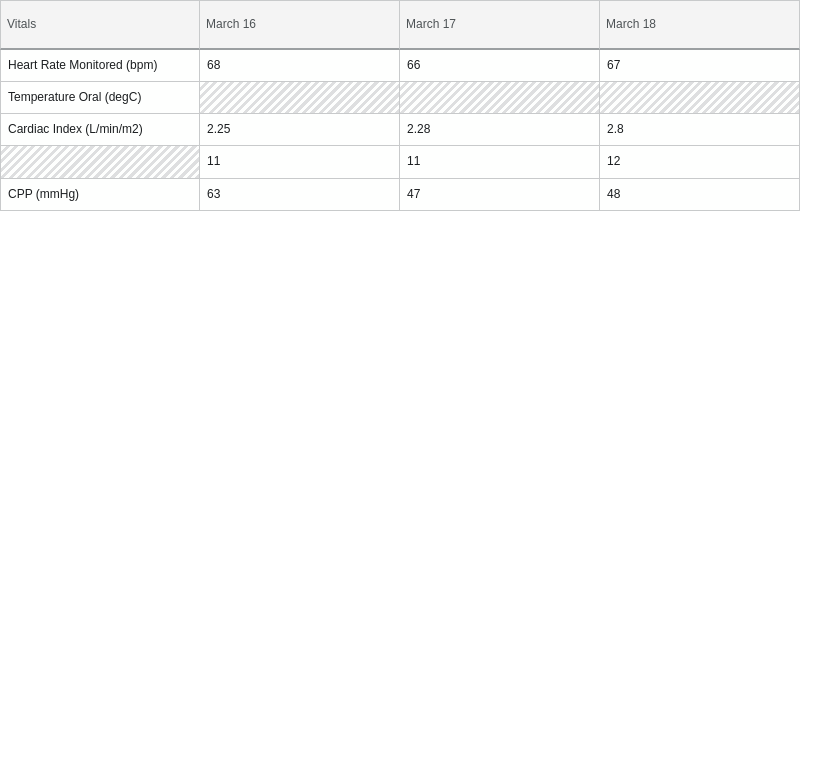 Vitals March 16 March 17 March 18
Heart Rate Monitored (bpm) 68 66 67
Temperature Oral (degC)
Cardiac Index (L/min/m2) 2.25 2.28 2.8
11 11 12
CPP (mmHg) 63 47 48